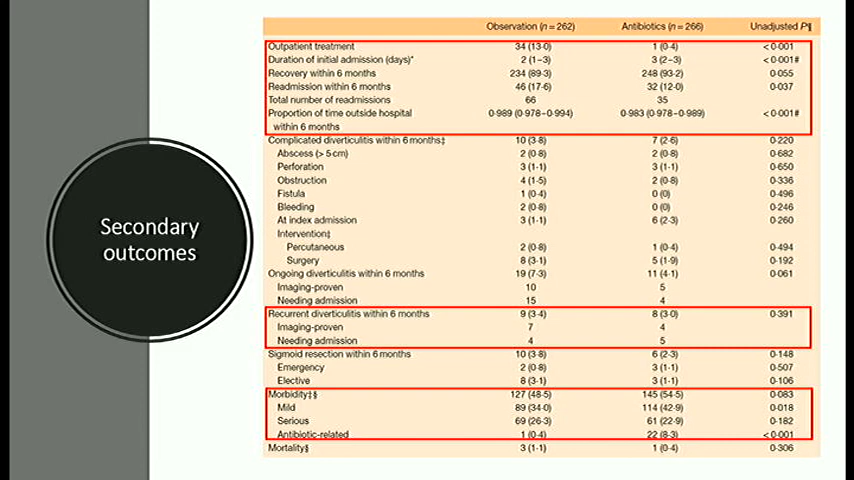 Secondary
outcomes
Observation (n = 262) Antibiotics (n = 266) Unadjusted P¶
Outpatient treatment 34 (13·0) 1 (0·4) < 0·001
Duration of initial admission (days)* 2 (1–3) 3 (2–3) < 0·001#
Recovery within 6 months 234 (89·3) 248 (93·2) 0·055
Readmission within 6 months 46 (17·6) 32 (12·0) 0·037
Total number of readmissions 66 35
Proportion of time outside hospital 0·989 (0·978–0·994) 0·983 (0·978–0·989) < 0·001#
within 6 months
Complicated diverticulitis within 6 months‡ 10 (3·8) 7 (2·6) 0·220
Abscess (> 5 cm) 2 (0·8) 2 (0·8) 0·682
Perforation 3 (1·1) 3 (1·1) 0·650
Obstruction 4 (1·5) 2 (0·8) 0·336
Fistula 1 (0·4) 0 (0) 0·496
Bleeding 2 (0·8) 0 (0) 0·246
At index admission 3 (1·1) 6 (2·3) 0·260
Intervention‡
Percutaneous 2 (0·8) 1 (0·4) 0·494
Surgery 8 (3·1) 5 (1·9) 0·192
Ongoing diverticulitis within 6 months 19 (7·3) 11 (4·1) 0·061
Imaging-proven 10 5
Needing admission 15 4
Recurrent diverticulitis within 6 months 9 (3·4) 8 (3·0) 0·391
Imaging-proven 7 4
Needing admission 4 5
Sigmoid resection within 6 months 10 (3·8) 6 (2·3) 0·148
Emergency 2 (0·8) 3 (1·1) 0·507
Elective 8 (3·1) 3 (1·1) 0·106
Morbidity‡§ 127 (48·5) 145 (54·5) 0·083
Mild 89 (34·0) 114 (42·9) 0·018
Serious 69 (26·3) 61 (22·9) 0·182
Antibiotic-related 1 (0·4) 22 (8·3) < 0·001
Mortality§ 3 (1·1) 1 (0·4) 0·306